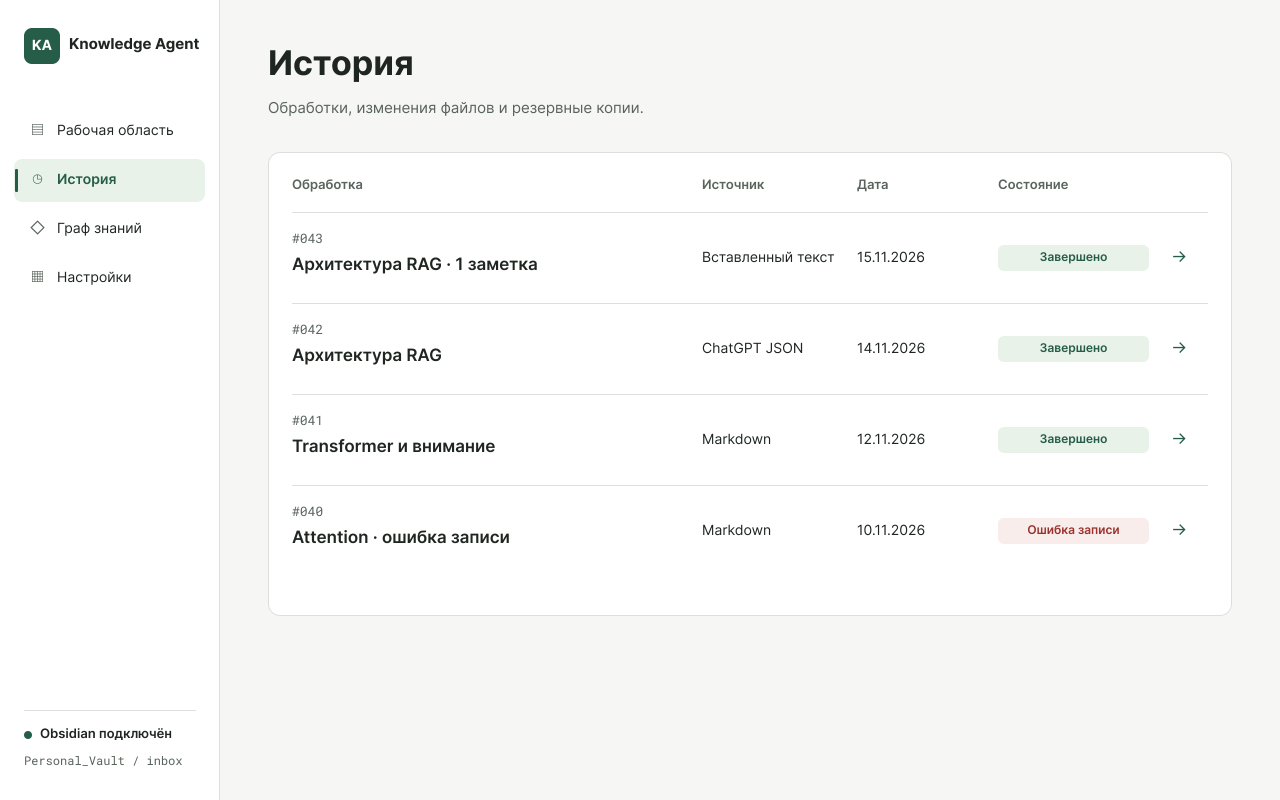 KA
Knowledge Agent
Рабочая область
История
Граф знаний
Настройки
Obsidian подключён
Personal_Vault / inbox
История
Обработки, изменения файлов и резервные копии.
Обработка Источник Дата Состояние
#043
Архитектура RAG · 1 заметка Вставленный текст 15.11.2026 Завершено →
#042
Архитектура RAG ChatGPT JSON 14.11.2026 Завершено →
#041
Transformer и внимание Markdown 12.11.2026 Завершено →
#040
Attention · ошибка записи Markdown 10.11.2026 Ошибка записи →